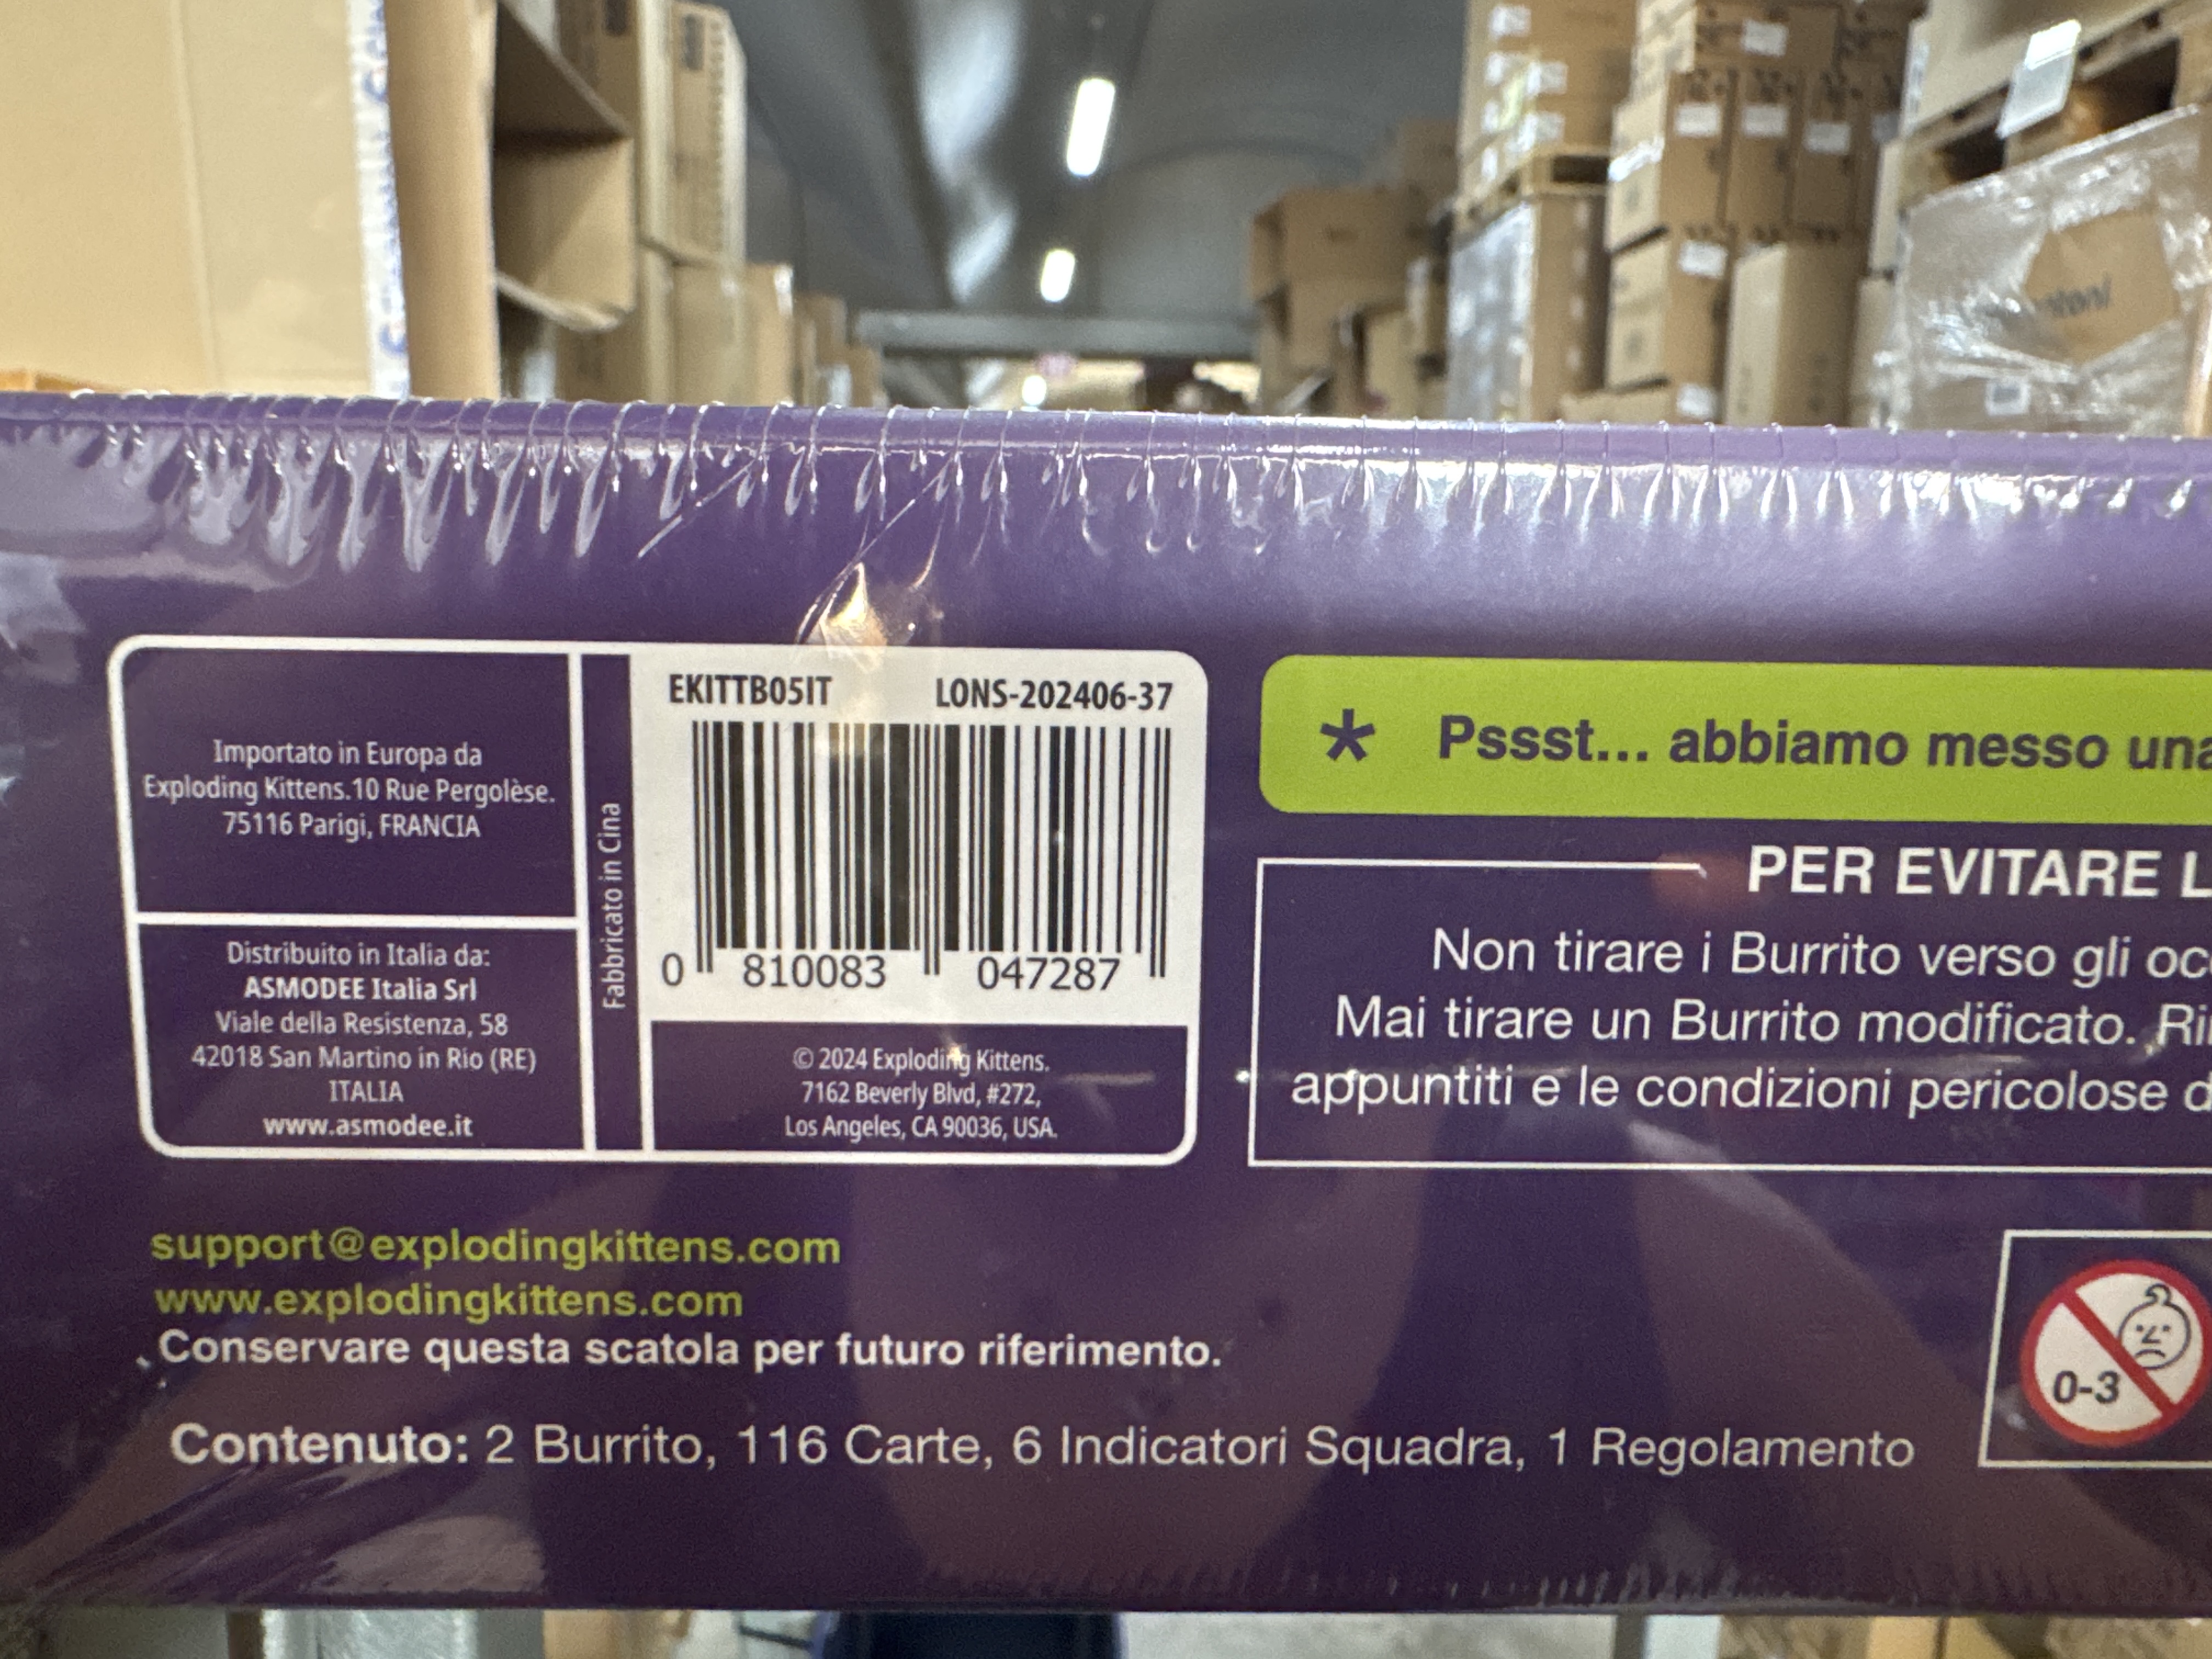 Importato in Europa da
Exploding Kittens.10 Rue Pergolèse.
75116 Parigi, FRANCIA
Distribuito in Italia da:
ASMODEE Italia Srl
Viale della Resistenza, 58
42018 San Martino in Rio (RE)
ITALIA
www.asmodee.it
Fabbricato in Cina
EKITTB05IT LONS-202406-37
0 810083 047287
© 2024 Exploding Kittens.
7162 Beverly Blvd, #272,
Los Angeles, CA 90036, USA.
* Pssst... abbiamo messo una
PER EVITARE L
Non tirare i Burrito verso gli oc
Mai tirare un Burrito modificato. Ri
appuntiti e le condizioni pericolose d
support@explodingkittens.com
www.explodingkittens.com
Conservare questa scatola per futuro riferimento.
Contenuto: 2 Burrito, 116 Carte, 6 Indicatori Squadra, 1 Regolamento
0-3